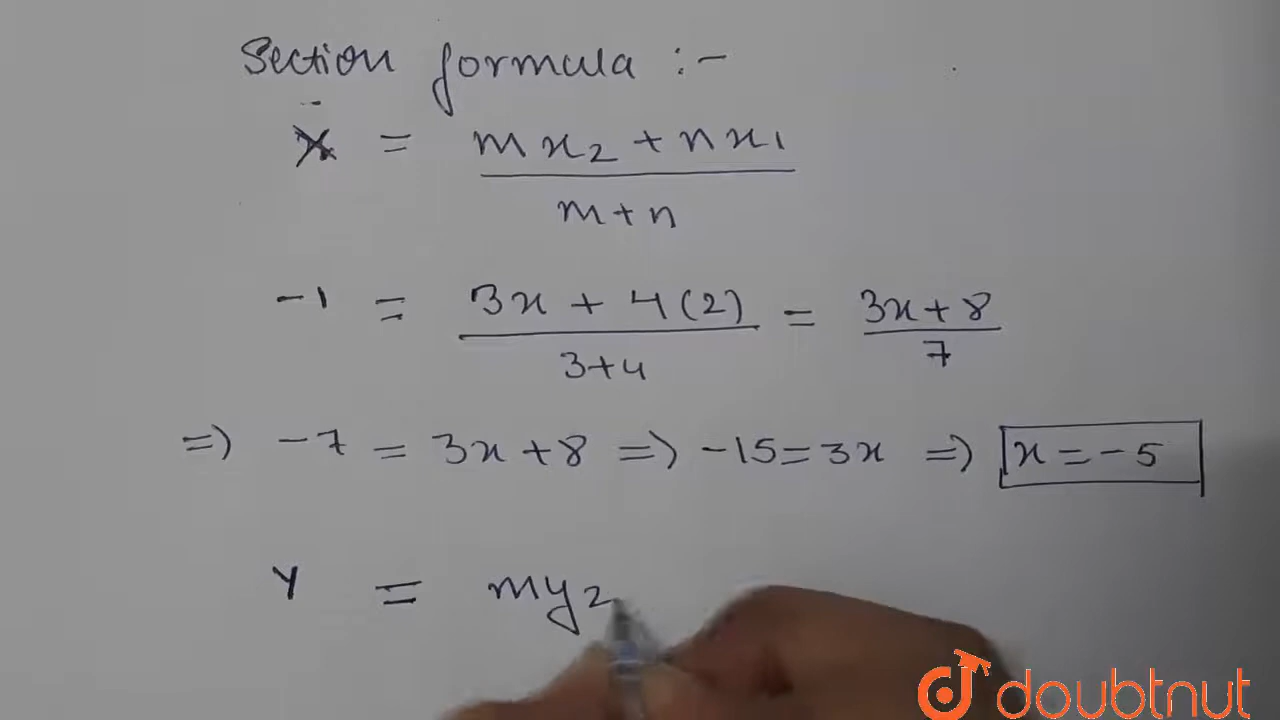 Section formula :-
X = mx₂ + nx₁
m + n
-1 = 3x + 4(2) = 3x + 8
3+4 7
=> -7 = 3x + 8 => -15 = 3x => x = -5
Y = my₂
doubtnut